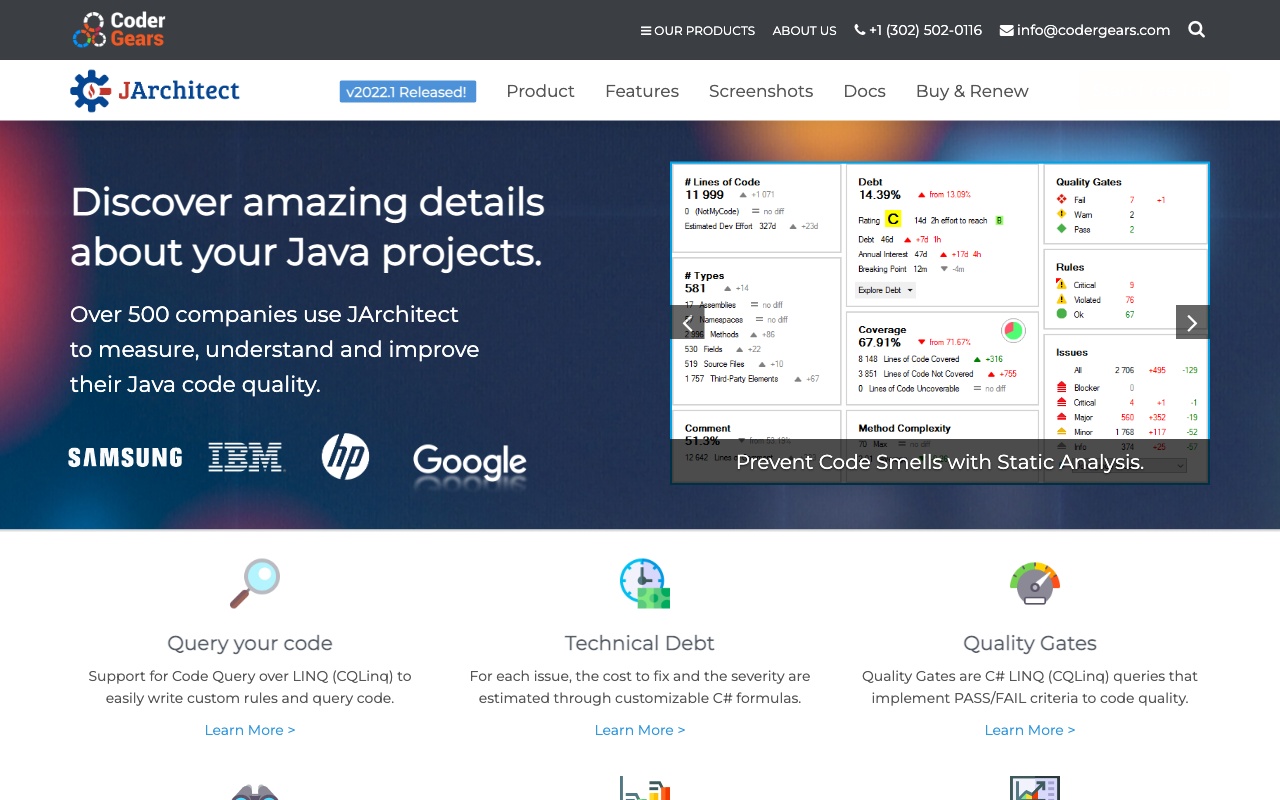 Coder
Gears
OUR PRODUCTS
ABOUT US
+1 (302) 502-0116
info@codergears.com
JArchitect
v2022.1 Released!
Product
Features
Screenshots
Docs
Buy & Renew
Discover amazing details
about your Java projects.
Over 500 companies use JArchitect
to measure, understand and improve
their Java code quality.
SAMSUNG
IBM
hp
Google
# Lines of Code
11 999 +1 071
0 (NotMyCode) no diff
Estimated Dev Effort 327d +23d
# Types
581 +14
17 Assemblies no diff
Namespaces no diff
2 996 Methods +86
530 Fields +22
519 Source Files +10
1 757 Third-Party Elements +67
Comment
51.3% from
12 642 Lines
Debt
14.39% from 13.09%
Rating C 14d 2h effort to reach B
Debt 46d +7d 1h
Annual Interest 47d +17d 4h
Breaking Point 12m -4m
Explore Debt
Coverage
67.91% from 71.67%
8 148 Lines of Code Covered +316
3 851 Lines of Code Not Covered +755
0 Lines of Code Uncoverable no diff
Method Complexity
70 Max no diff
Quality Gates
Fail 7 +1
Warn 2
Pass 2
Rules
Critical 9
Violated 76
Ok 67
Issues
All 2 706 +495 -129
Blocker 0
Critical 4 +1 -1
Major 560 +352 -19
Minor 1 768 +117 -52
Info 374 +25 -57
Prevent Code Smells with Static Analysis.
Query your code
Support for Code Query over LINQ (CQLinq) to
easily write custom rules and query code.
Learn More >
Technical Debt
For each issue, the cost to fix and the severity are
estimated through customizable C# formulas.
Learn More >
Quality Gates
Quality Gates are C# LINQ (CQLinq) queries that
implement PASS/FAIL criteria to code quality.
Learn More >